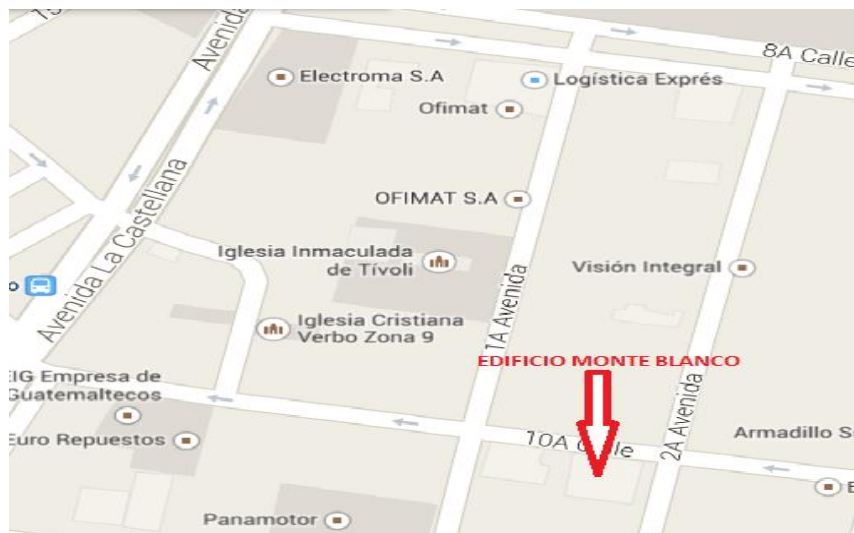 Avenida
8A Calle
Electroma S.A
Logística Exprés
Ofimat
OFIMAT S.A
Avenida La Castellana
Iglesia Inmaculada
de Tívoli
Visión Integral
1A Avenida
Iglesia Cristiana
Verbo Zona 9
EDIFICIO MONTE BLANCO
EIG Empresa de
Guatemaltecos
Euro Repuestos
10A Calle
2A Avenida
Armadillo
Panamotor